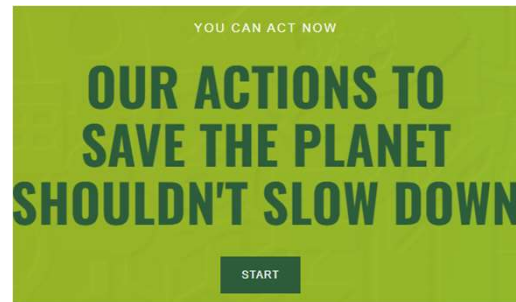 YOU CAN ACT NOW
OUR ACTIONS TO
SAVE THE PLANET
SHOULDN'T SLOW DOWN
START